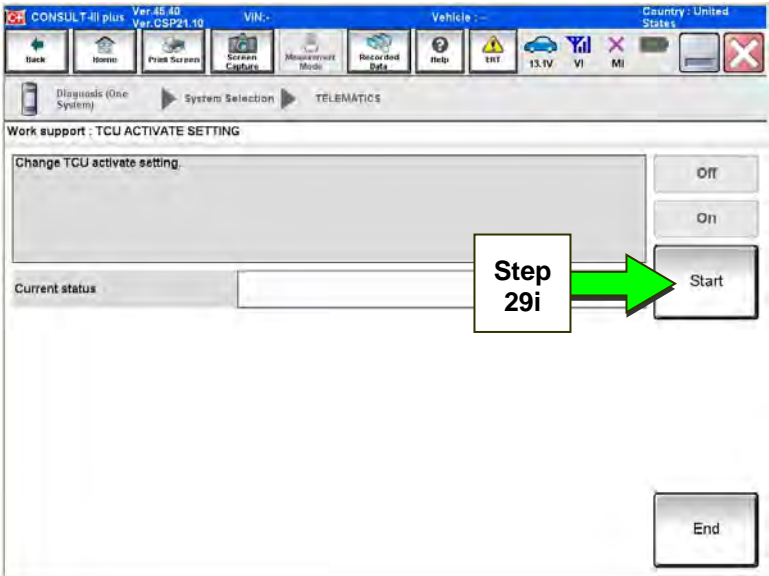 CONSULT-III plus Ver.45.40 VIN:- Vehicle :- Country : United
Ver.CSP21.10 States
Back Home Print Screen Screen Capture Measurement Mode Recorded Data Help ERT 13.1V VI MI
Diagnosis (One System) System Selection TELEMATICS
Work support : TCU ACTIVATE SETTING
Change TCU activate setting.
Off
On
Step
29i
Start
Current status
End